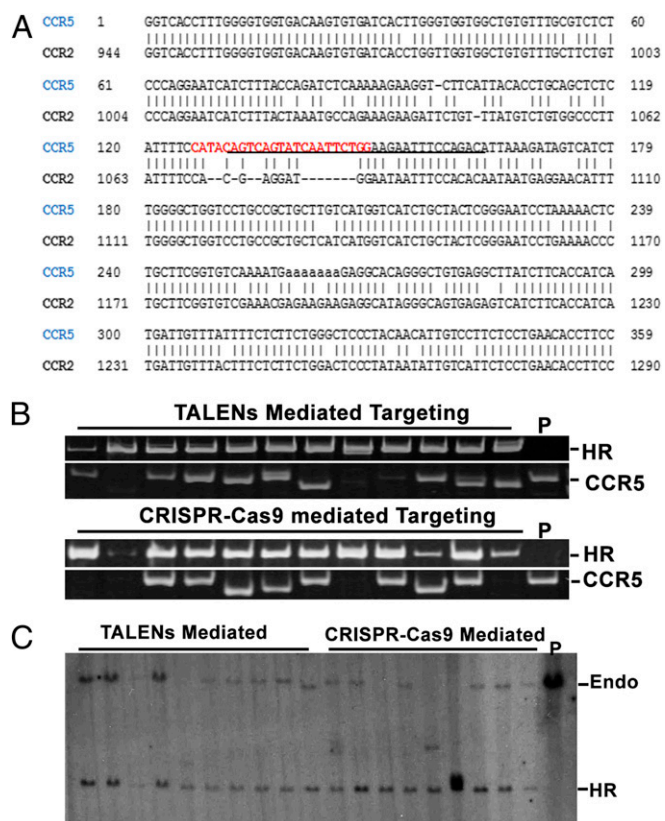 A
CCR5 1 GGTCACCTTTGGGGTGGTGACAAGTGTGATCACTTGGGTGGTGGCTGTGTTTGCGTCTCT 60
CCR2 944 GGTCACCTTTGGGGTGGTGACAAGTGTGATCACCTGGTTGGTGGCTGTGTTTGCTTCTGT 1003
CCR5 61 CCCAGGAATCATCTTTACCAGATCTCAAAAAGAAGGT-CTTCATTACACCTGCAGCTCTC 119
CCR2 1004 CCCAGGAATCATCTTTACTAAATGCCAGAAAGAAGATTCTGT-TTATGTCTGTGGCCCTT 1062
CCR5 120 ATTTTCCATACAGTCAGTATCAATTCTGGAAGAATTTCCAGACATTAAAGATAGTCATCT 179
CCR2 1063 ATTTTCCA--C-G--AGGAT-------GGAATAATTTCCACACAATAATGAGGAACATTT 1110
CCR5 180 TGGGGCTGGTCCTGCCGCTGCTTGTCATGGTCATCTGCTACTCGGGAATCCTAAAAACTC 239
CCR2 1111 TGGGGCTGGTCCTGCCGCTGCTCATCATGGTCATCTGCTACTCGGGAATCCTGAAAACCC 1170
CCR5 240 TGCTTCGGTGTCAAAATGaaaaaaaGAGGCACAGGGCTGTGAGGCTTATCTTCACCATCA 299
CCR2 1171 TGCTTCGGTGTCGAAACGAGAAGAAGAGGCATAGGGCAGTGAGAGTCATCTTCACCATCA 1230
CCR5 300 TGATTGTTTATTTTCTCTTCTGGGCTCCCTACAACATTGTCCTTCTCCTGAACACCTTCC 359
CCR2 1231 TGATTGTTTACTTTCTCTTCTGGACTCCCTATAATATTGTCATTCTCCTGAACACCTTCC 1290
B
TALENs Mediated Targeting P
HR
CCR5
CRISPR-Cas9 mediated Targeting P
HR
CCR5
C
TALENs Mediated CRISPR-Cas9 Mediated P
Endo
HR